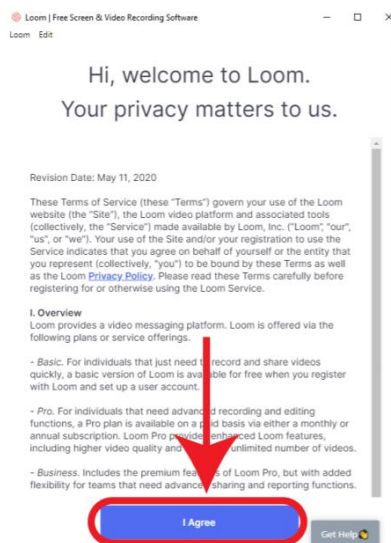 Loom | Free Screen & Video Recording Software
Loom Edit
Hi, welcome to Loom.
Your privacy matters to us.
Revision Date: May 11, 2020
These Terms of Service (these "Terms") govern your use of the Loom
website (the "Site"), the Loom video platform and associated tools
(collectively, the "Service") made available by Loom, Inc. ("Loom", "our",
"us", or "we"). Your use of the Site and/or your registration to use the
Service indicates that you agree on behalf of yourself or the entity that
you represent (collectively, "you") to be bound by these Terms as well
as the Loom Privacy Policy. Please read these Terms carefully before
registering for or otherwise using the Loom Service.
I. Overview
Loom provides a video messaging platform. Loom is offered via the
following plans or service offerings.
- Basic. For individuals that just need to record and share videos
quickly, a basic version of Loom is available for free when you register
with Loom and set up a user account.
- Pro. For individuals that need advanced recording and editing
functions, a Pro plan is available on a paid basis via either a monthly or
annual subscription. Loom Pro provides enhanced Loom features,
including higher video quality and unlimited number of videos.
- Business. Includes the premium features of Loom Pro, but with added
flexibility for teams that need advanced sharing and reporting functions.
I Agree
Get Help